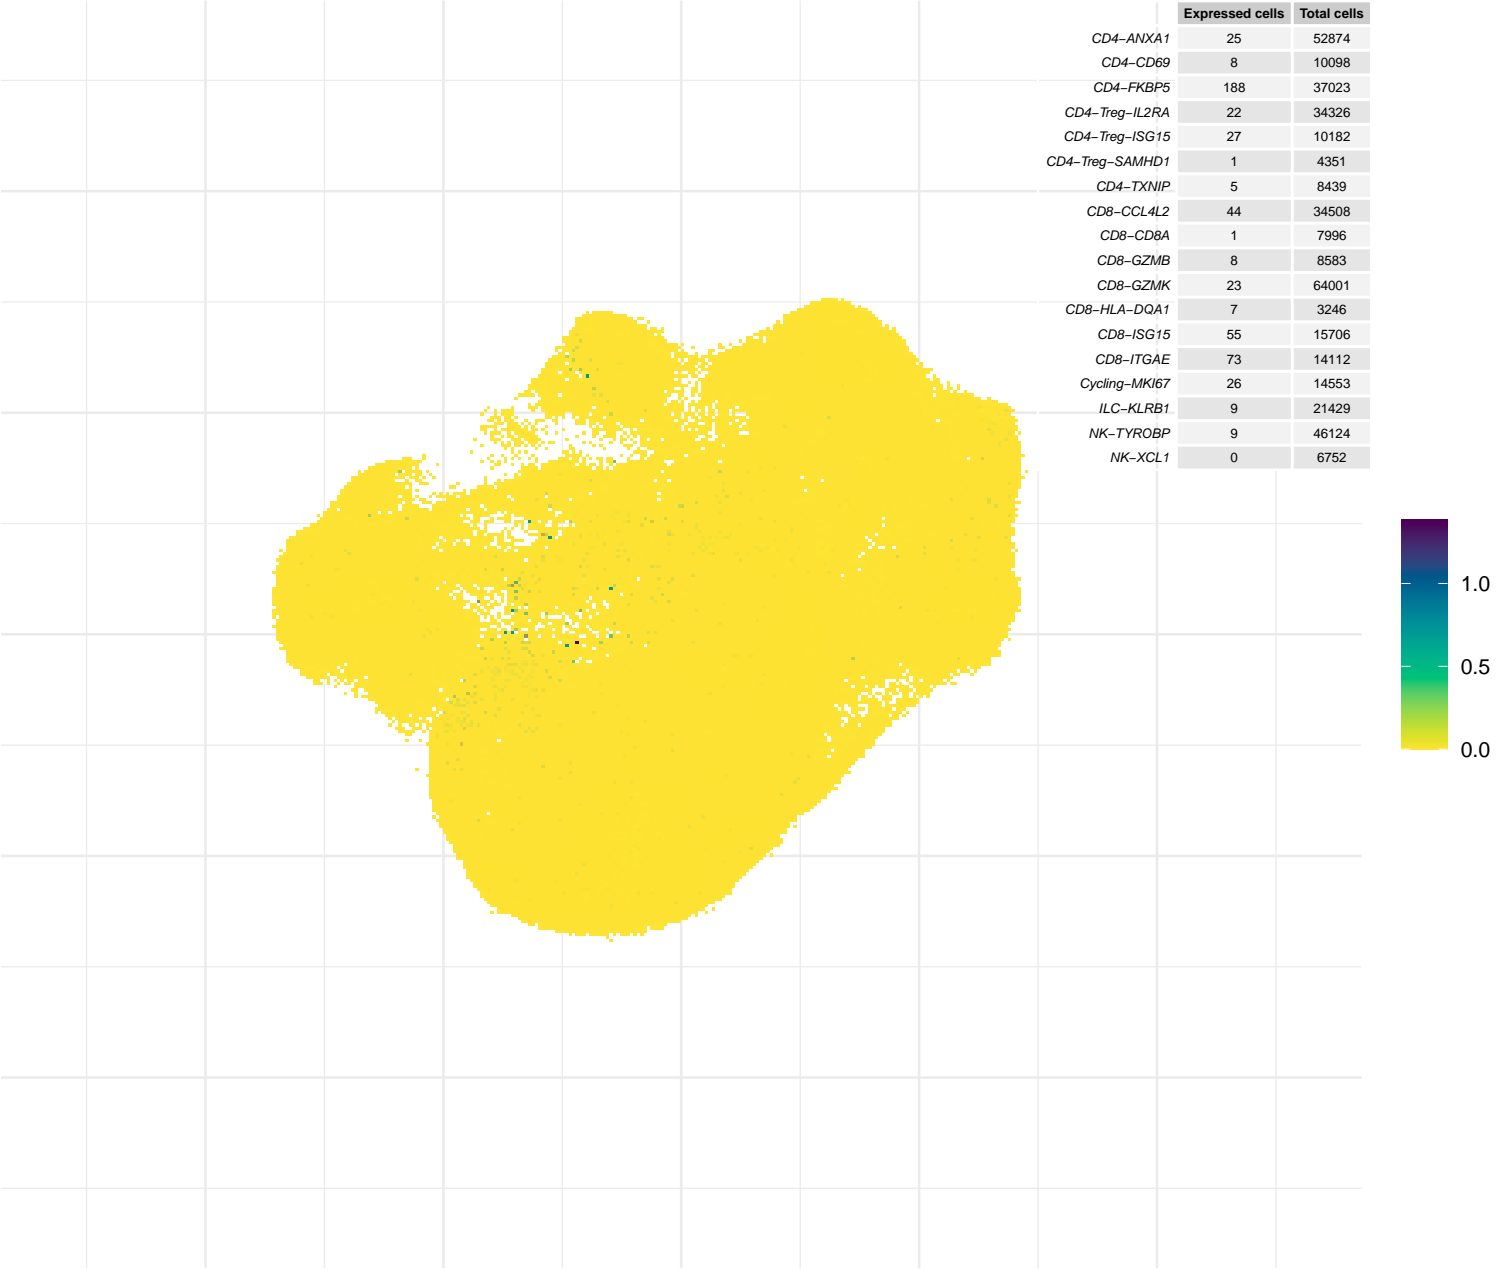 Expressed cells Total cells
CD4−ANXA1 25 52874
CD4−CD69 8 10098
CD4−FKBP5 188 37023
CD4−Treg−IL2RA 22 34326
CD4−Treg−ISG15 27 10182
CD4−Treg−SAMHD1 1 4351
CD4−TXNIP 5 8439
CD8−CCL4L2 44 34508
CD8−CD8A 1 7996
CD8−GZMB 8 8583
CD8−GZMK 23 64001
CD8−HLA−DQA1 7 3246
CD8−ISG15 55 15706
CD8−ITGAE 73 14112
Cycling−MKI67 26 14553
ILC−KLRB1 9 21429
NK−TYROBP 9 46124
NK−XCL1 0 6752
1.0
0.5
0.0